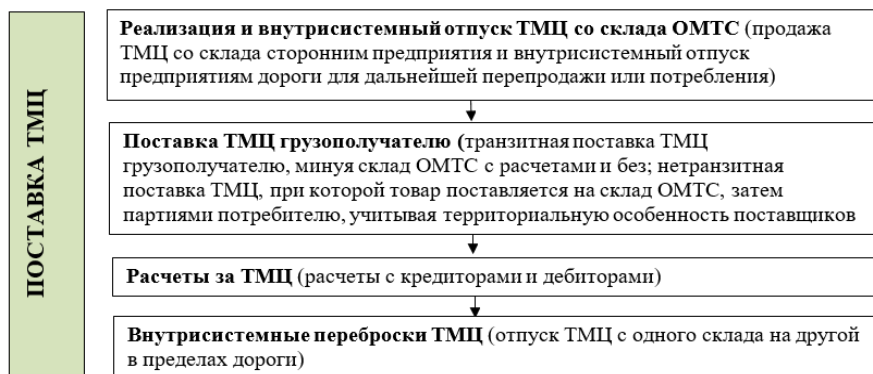 ПОСТАВКА ТМЦ
Реализация и внутрисистемный отпуск ТМЦ со склада ОМТС (продажа
ТМЦ со склада сторонним предприятия и внутрисистемный отпуск
предприятиям дороги для дальнейшей перепродажи или потребления)
Поставка ТМЦ грузополучателю (транзитная поставка ТМЦ
грузополучателю, минуя склад ОМТС с расчетами и без; нетранзитная
поставка ТМЦ, при которой товар поставляется на склад ОМТС, затем
партиями потребителю, учитывая территориальную особенность поставщиков
Расчеты за ТМЦ (расчеты с кредиторами и дебиторами)
Внутрисистемные переброски ТМЦ (отпуск ТМЦ с одного склада на другой
в пределах дороги)